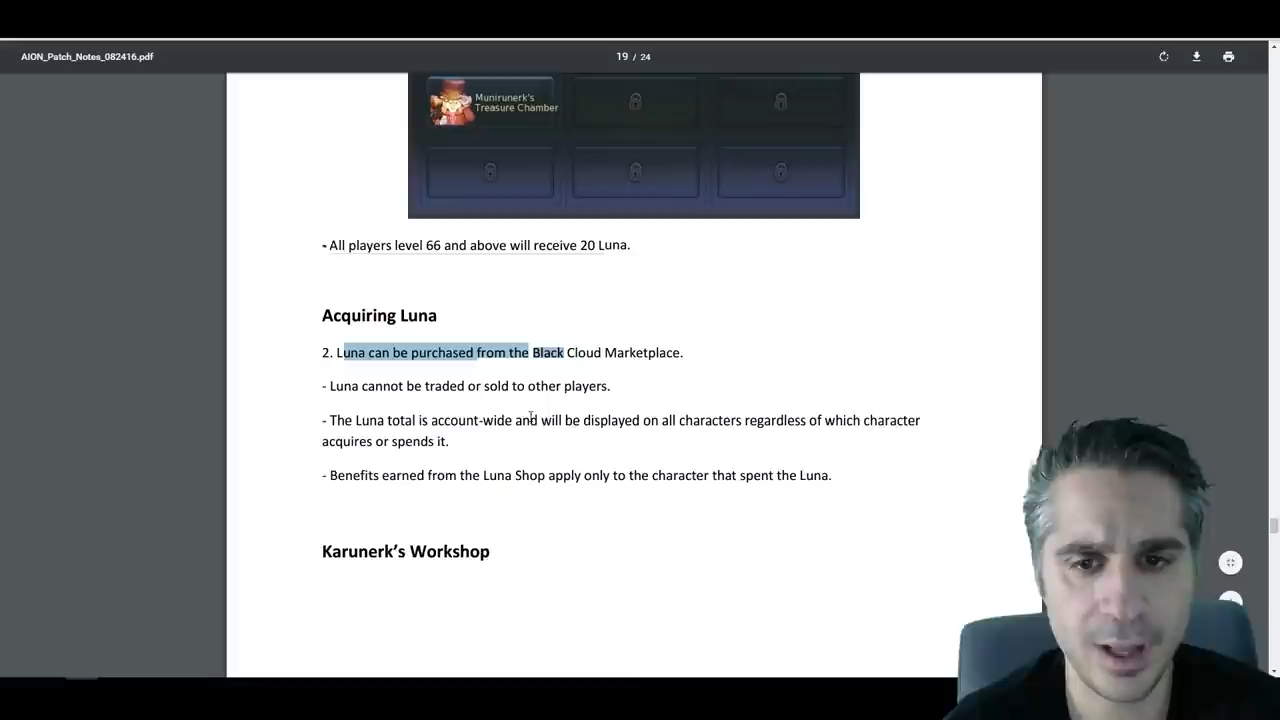 AION_Patch_Notes_082416.pdf
19 / 24
Munirunerk's
Treasure Chamber
- All players level 66 and above will receive 20 Luna.
Acquiring Luna
2. Luna can be purchased from the Black Cloud Marketplace.
- Luna cannot be traded or sold to other players.
- The Luna total is account-wide and will be displayed on all characters regardless of which character
acquires or spends it.
- Benefits earned from the Luna Shop apply only to the character that spent the Luna.
Karunerk’s Workshop